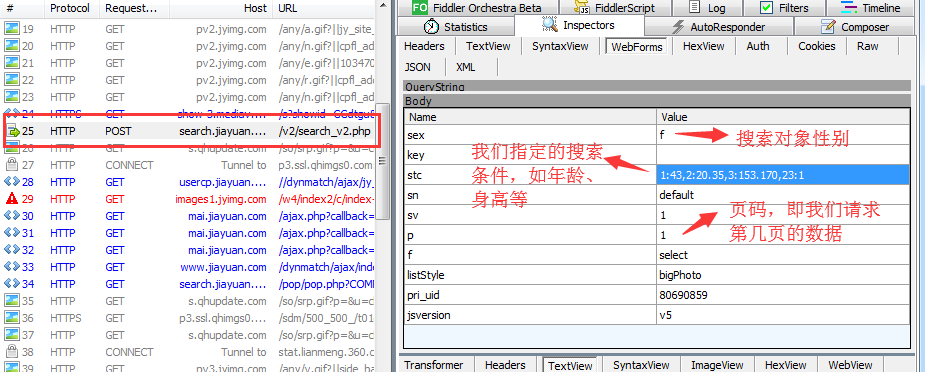 # Protocol Request... Host URL
19 HTTP GET pv2.jyimg.com /any/a.gif?||jy_site_
20 HTTP GET pv2.jyimg.com /any/n.gif?||cpfl_ad...
21 HTTP GET pv2.jyimg.com /any/a.gif?||103470
22 HTTP GET pv2.jyimg.com /any/e.gif?||cpfl_ad...
23 HTTP GET pv2.jyimg.com /any/n.gif?||cpfl_ad...
24 HTTPS GET
25 HTTP POST search.jiayuan.... /v2/search_v2.php
26 HTTP GET s.qhupdate.com /so/srp.gif?p=&u=c
27 HTTP CONNECT Tunnel to p3.ssl.qhimgs0.com...
28 HTTP GET usercp.jiayuan.... //dynmatch/ajax/jy_
29 HTTP GET images1.jyimg.com /w4/index2/c/index-
30 HTTP GET mai.jiayuan.com /ajax.php?callback=
31 HTTP GET mai.jiayuan.com /ajax.php?callback=
32 HTTP GET mai.jiayuan.com /ajax.php?callback=
33 HTTP GET www.jiayuan.com /dynmatch/ajax/inde
34 HTTP GET search.jiayuan.... /pop/pop.php?COM
35 HTTP GET s.qhupdate.com /so/srp.gif?p=&u=c
36 HTTPS GET p3.ssl.qhimgs0.... /sdm/500_500_/t01
37 HTTP GET s.qhupdate.com /so/srp.gif?p=&u=c
38 HTTP CONNECT Tunnel to stat.lianmeng.360.c
39 HTTP GET pv3.jyimg.com /any/y.gif?||side_ba
FO Fiddler Orchestra Beta JS FiddlerScript Log Filters Timeline
Statistics Inspectors AutoResponder Composer
Headers TextView SyntaxView WebForms HexView Auth Cookies Raw
JSON XML
QueryString
Body
Name Value
sex f
搜索对象性别
key
我们指定的搜索
条件，如年龄、
身高等
stc 1:43,2:20.35,3:153.170,23:1
sn default
sv 1
p 1
页码，即我们请求
第几页的数据
f select
listStyle bigPhoto
pri_uid 80690859
jsversion v5
Transformer Headers TextView SyntaxView ImageView HexView WebView